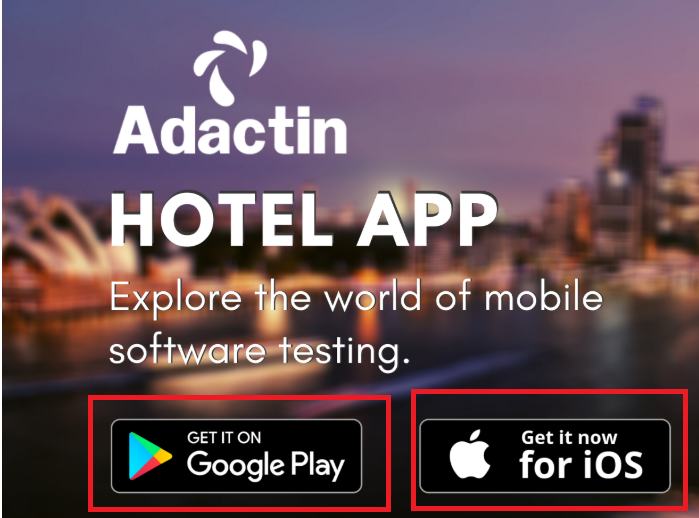 Adactin
HOTEL APP
Explore the world of mobile
software testing.
GET IT ON
Google Play
Get it now
for iOS